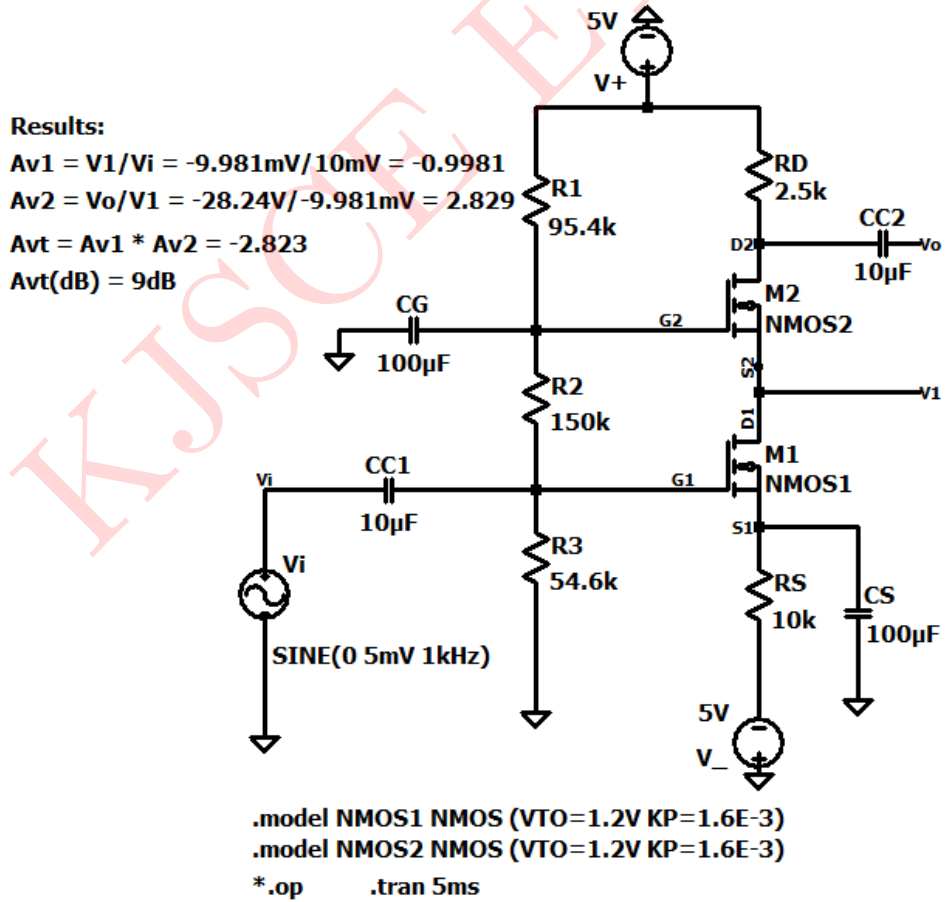 KJSCE E
5V
V+
Results:
Av1 = V1/Vi = -9.981mV/10mV = -0.9981
Av2 = Vo/V1 = -28.24V/-9.981mV = 2.829
Avt = Av1 * Av2 = -2.823
Avt(dB) = 9dB
R1
95.4k
RD
2.5k
CC2
10µF
D2
Vo
CG
100µF
G2
M2
NMOS2
S2
R2
150k
V1
D1
M1
NMOS1
Vi
CC1
10µF
G1
S1
Vi
SINE(0 5mV 1kHz)
R3
54.6k
RS
10k
CS
100µF
5V
V_
.model NMOS1 NMOS (VTO=1.2V KP=1.6E-3)
.model NMOS2 NMOS (VTO=1.2V KP=1.6E-3)
*.op .tran 5ms